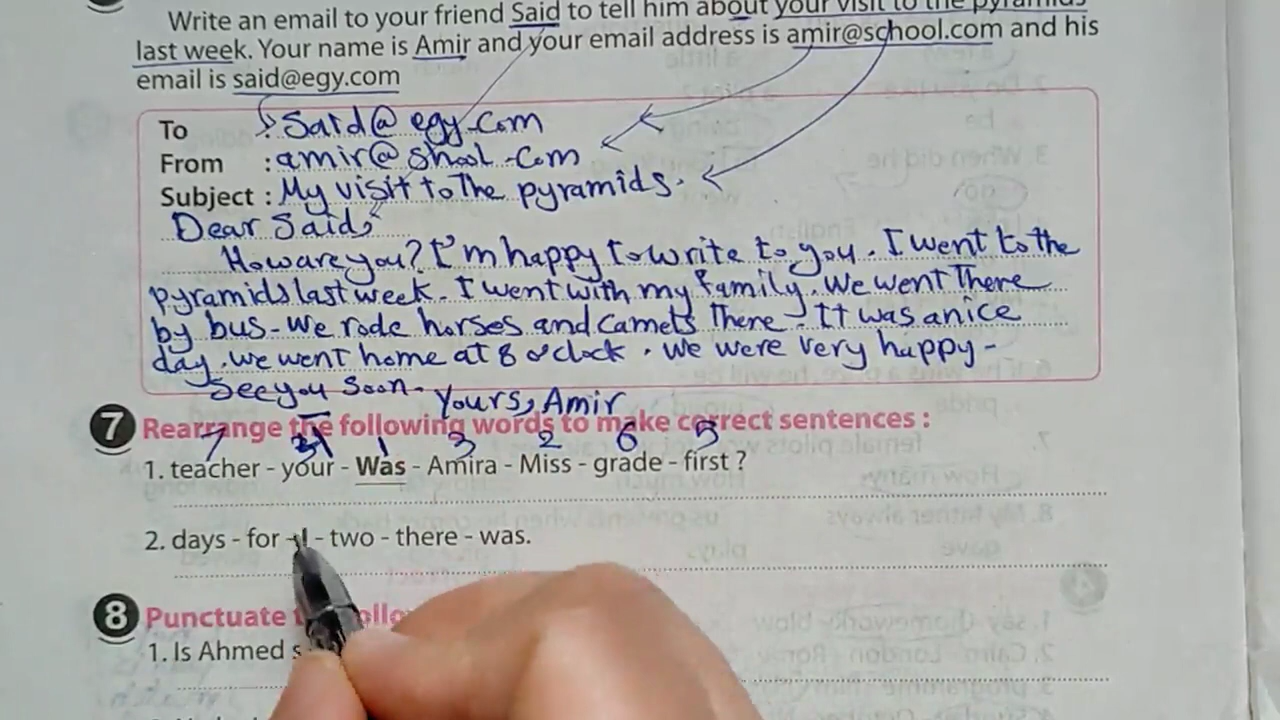 Write an email to your friend Said to tell him about your visit to the pyramids
last week. Your name is Amir and your email address is amir@school.com and his
email is said@egy.com
To : Said@egy.com
From : amir@shool.com
Subject : My visit to The pyramids.
Dear Said,
How are you? I'm happy to write to you. I went to the
pyramids last week. I went with my family. We went There
by bus. We rode horses and camels There. It was a nice
day. we went home at 8 o'clock. we were very happy.
See you soon. Yours, Amir
7 Rearrange the following words to make correct sentences :
7 1 3 2 6 5
1. teacher - your - Was - Amira - Miss - grade - first ?
2. days - for - I - two - there - was.
8 Punctuate
1. Is Ahmed